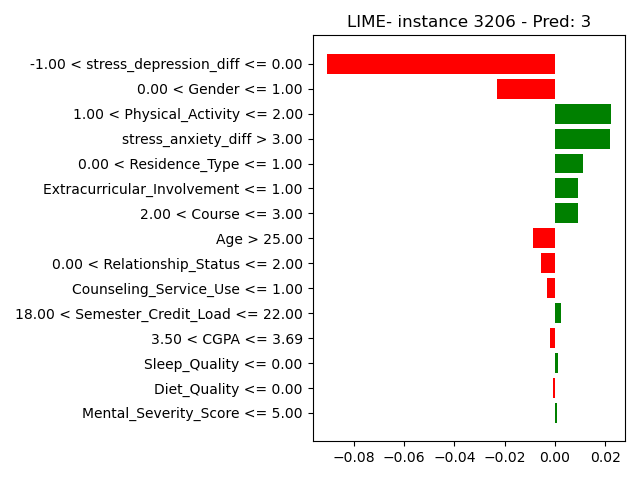 LIME- instance 3206 - Pred: 3
-1.00 < stress_depression_diff <= 0.00
0.00 < Gender <= 1.00
1.00 < Physical_Activity <= 2.00
stress_anxiety_diff > 3.00
0.00 < Residence_Type <= 1.00
Extracurricular_Involvement <= 1.00
2.00 < Course <= 3.00
Age > 25.00
0.00 < Relationship_Status <= 2.00
Counseling_Service_Use <= 1.00
18.00 < Semester_Credit_Load <= 22.00
3.50 < CGPA <= 3.69
Sleep_Quality <= 0.00
Diet_Quality <= 0.00
Mental_Severity_Score <= 5.00
−0.08 −0.06 −0.04 −0.02 0.00 0.02